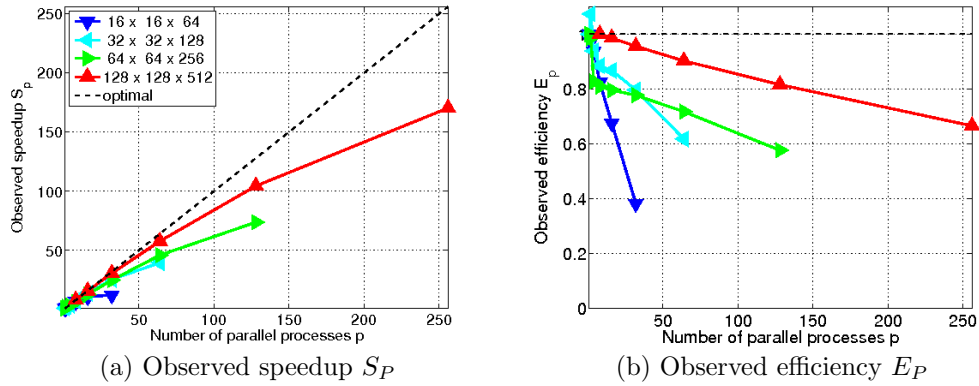 16 x 16 x 64
32 x 32 x 128
64 x 64 x 256
128 x 128 x 512
optimal
Observed speedup S_p
250
200
150
100
50
50
100
150
200
250
Number of parallel processes p
(a) Observed speedup S_P
Observed efficiency E_p
1
0.8
0.6
0.4
0.2
0
50
100
150
200
250
Number of parallel processes p
(b) Observed efficiency E_P